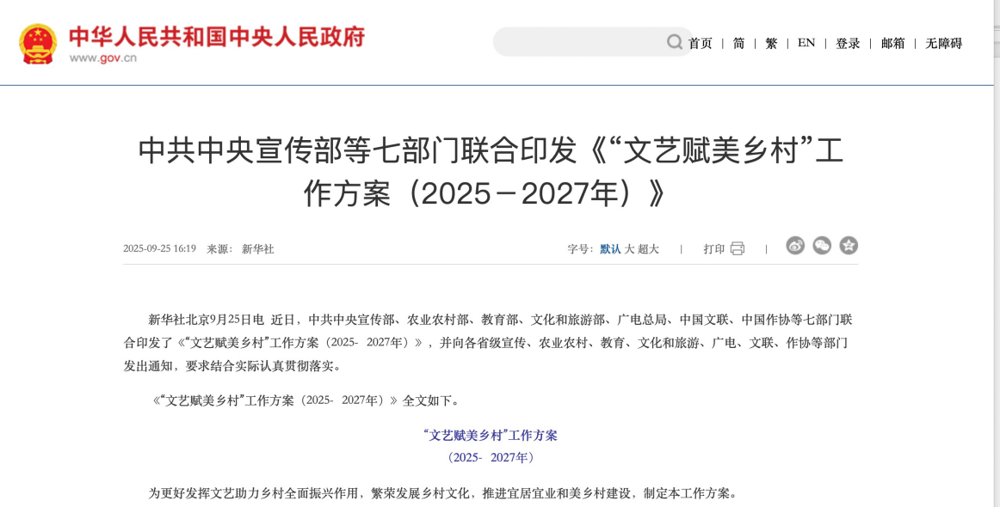 中华人民共和国中央人民政府
www.gov.cn
首页 | 简 | 繁 | EN | 登录 | 邮箱 | 无障碍
中共中央宣传部等七部门联合印发《“文艺赋美乡村”工
作方案（2025－2027年）》
2025-09-25 16:19 来源： 新华社 字号：默认 大 超大 | 打印 |
新华社北京9月25日电 近日，中共中央宣传部、农业农村部、教育部、文化和旅游部、广电总局、中国文联、中国作协等七部门联
合印发了《“文艺赋美乡村”工作方案（2025- 2027年）》，并向各省级宣传、农业农村、教育、文化和旅游、广电、文联、作协等部门
发出通知，要求结合实际认真贯彻落实。
《“文艺赋美乡村”工作方案（2025- 2027年）》全文如下。
“文艺赋美乡村”工作方案
（2025- 2027年）
为更好发挥文艺助力乡村全面振兴作用，繁荣发展乡村文化，推进宜居宜业和美乡村建设，制定本工作方案。